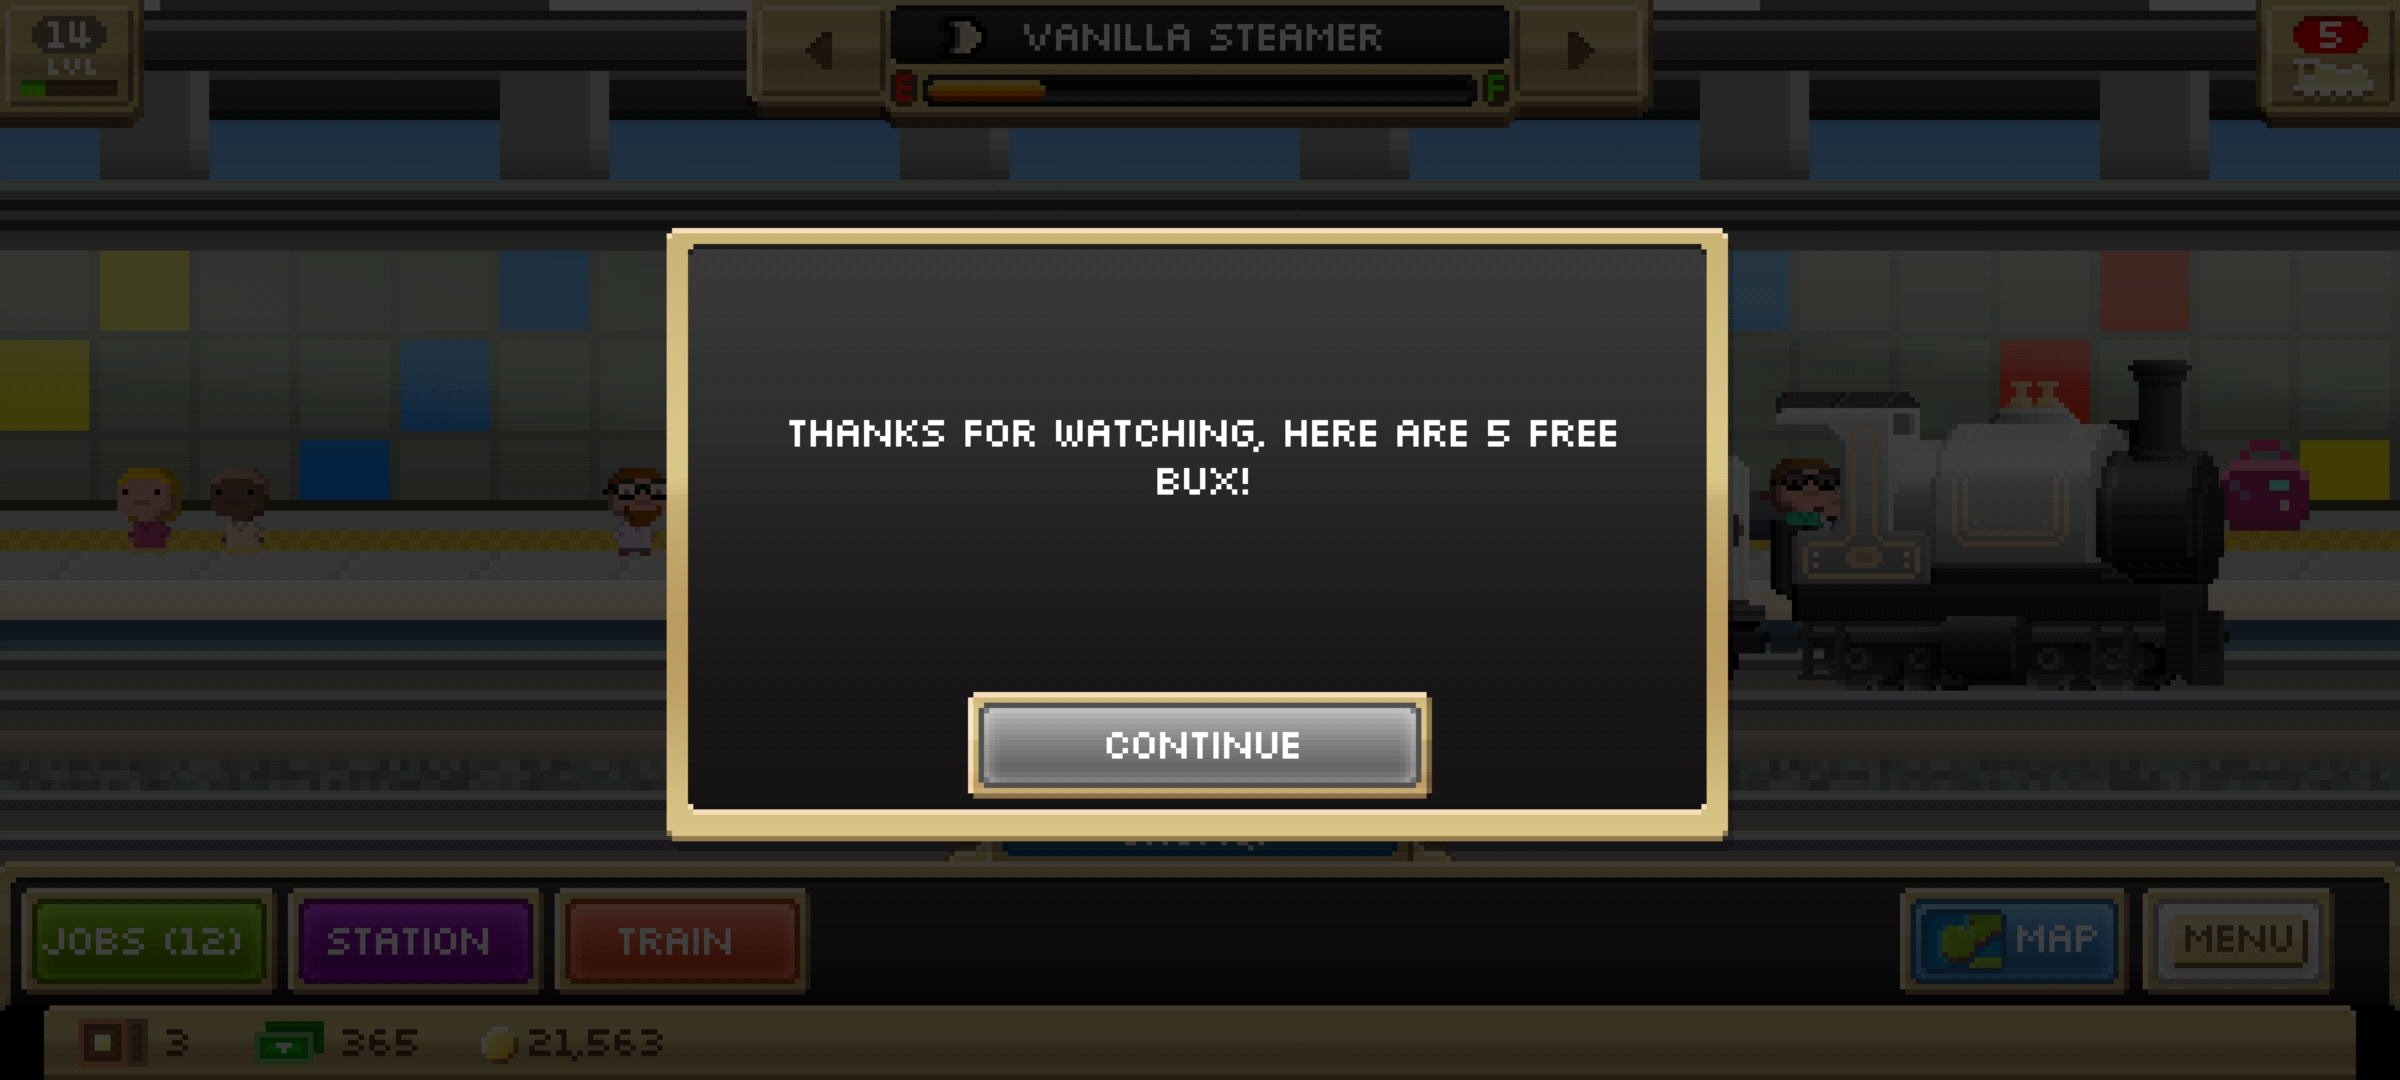 14
LVL
VANILLA STEAMER
E
F
5
THANKS FOR WATCHING, HERE ARE 5 FREE
BUX!
CONTINUE
JOBS (12)
STATION
TRAIN
MAP
MENU
3
365
21,563